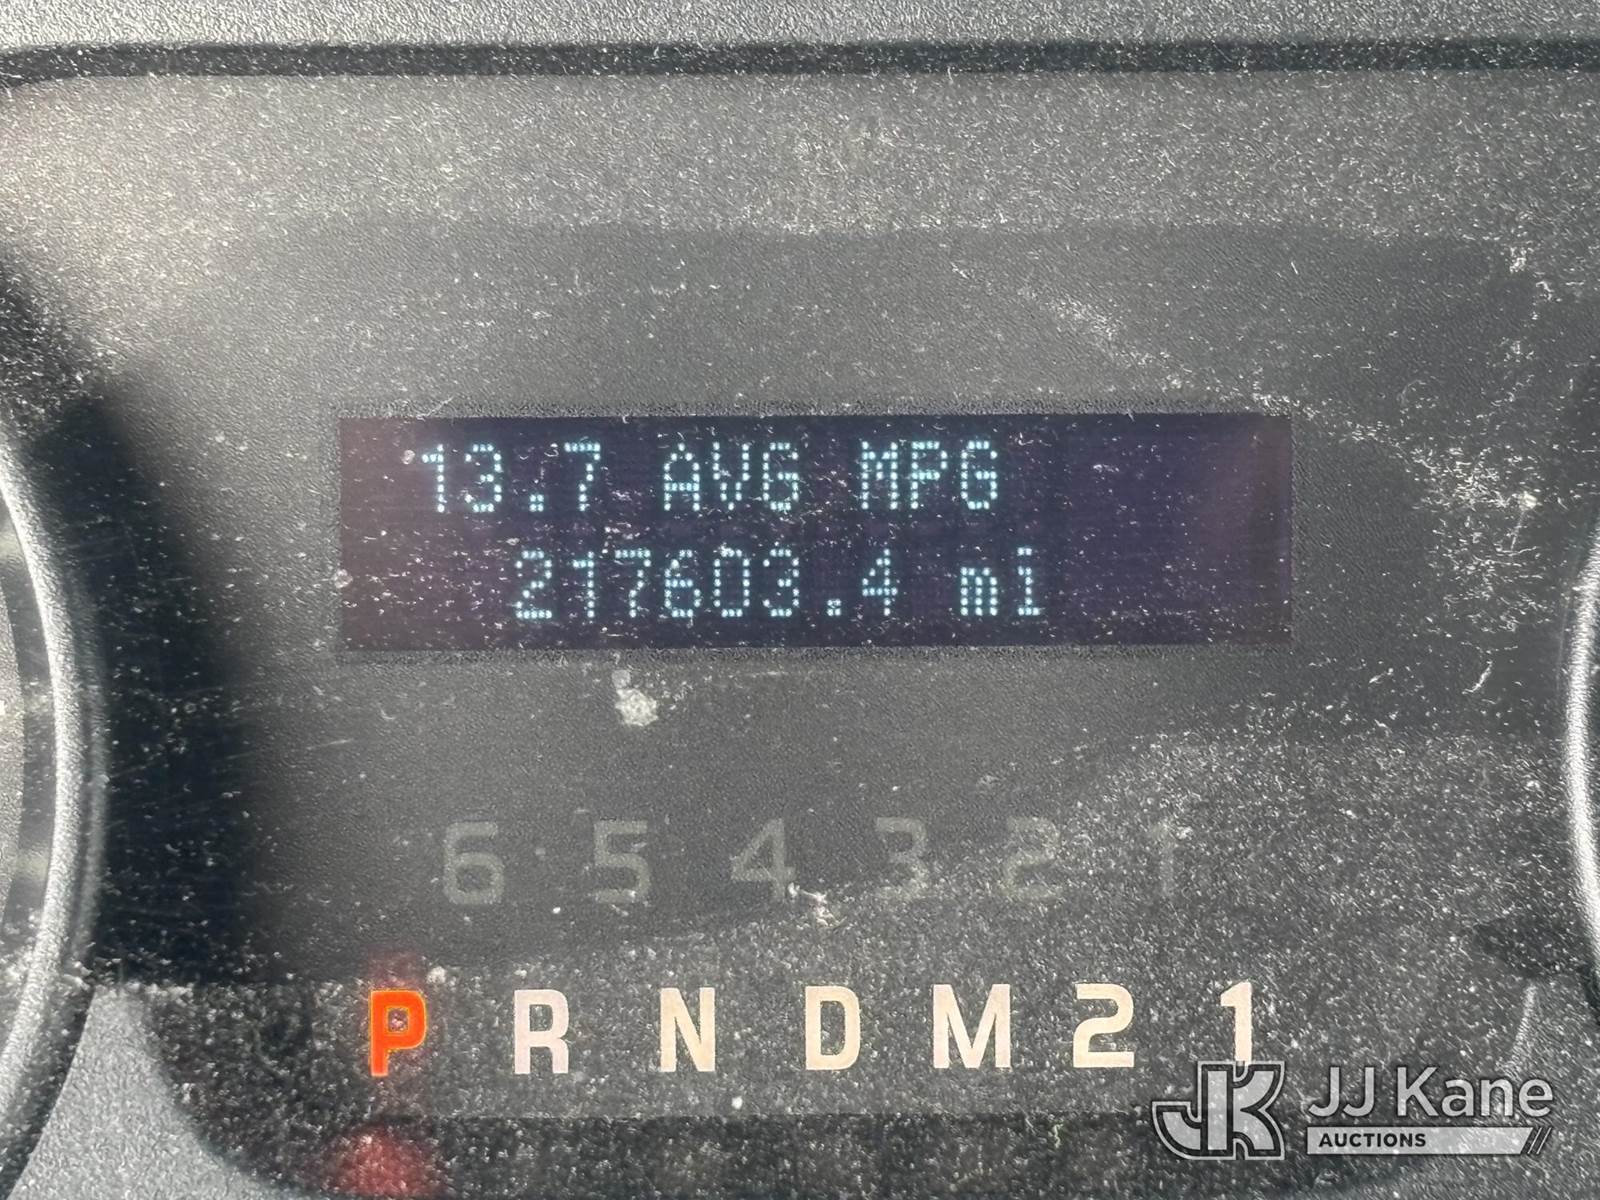 13.7 AVG MPG
217603.4 mi
6 5 4 3 2 1
P R N D M 2 1
JK JJ Kane
AUCTIONS